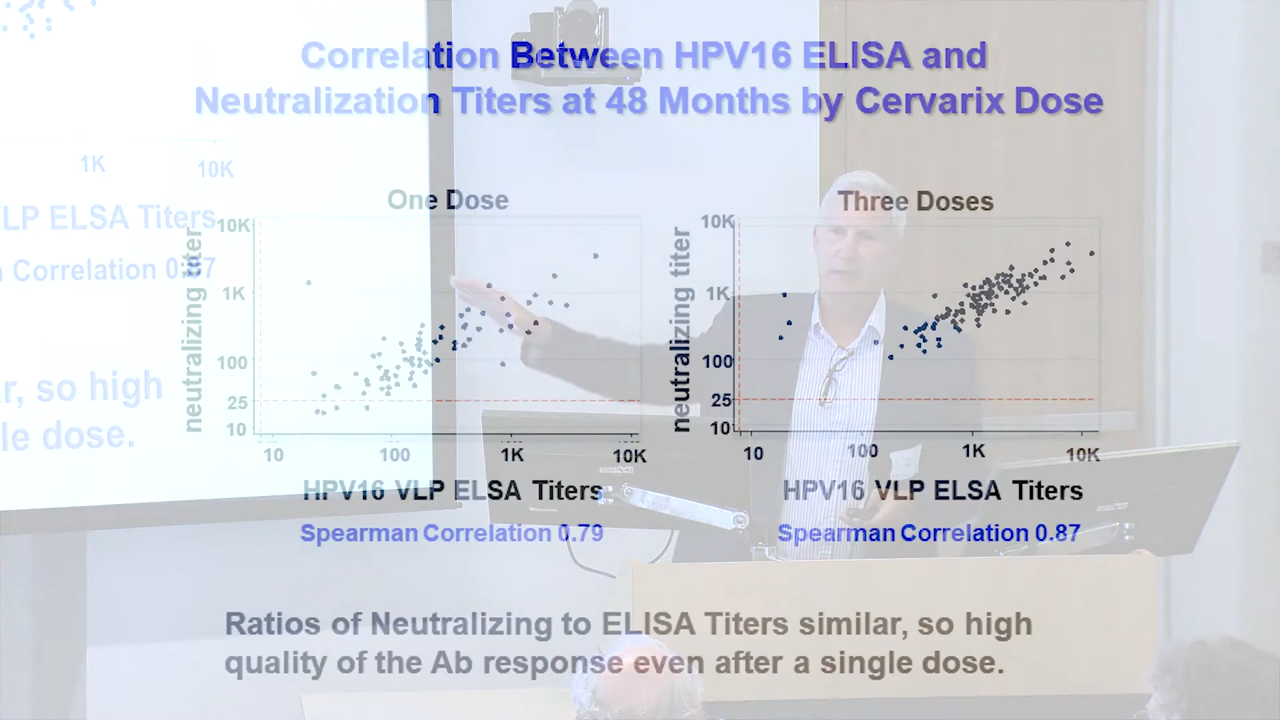 Correlation Between HPV16 ELISA and
Neutralization Titers at 48 Months by Cervarix Dose
One Dose
neutralizing titer
10K
1K
100
25
10
10 100 1K 10K
HPV16 VLP ELSA Titers
Spearman Correlation 0.79
Three Doses
neutralizing titer
10K
1K
100
25
10
10 100 1K 10K
HPV16 VLP ELSA Titers
Spearman Correlation 0.87
Ratios of Neutralizing to ELISA Titers similar, so high
quality of the Ab response even after a single dose.
1K 10K
VLP ELSA Titers
Correlation 0.87
so high
dose.